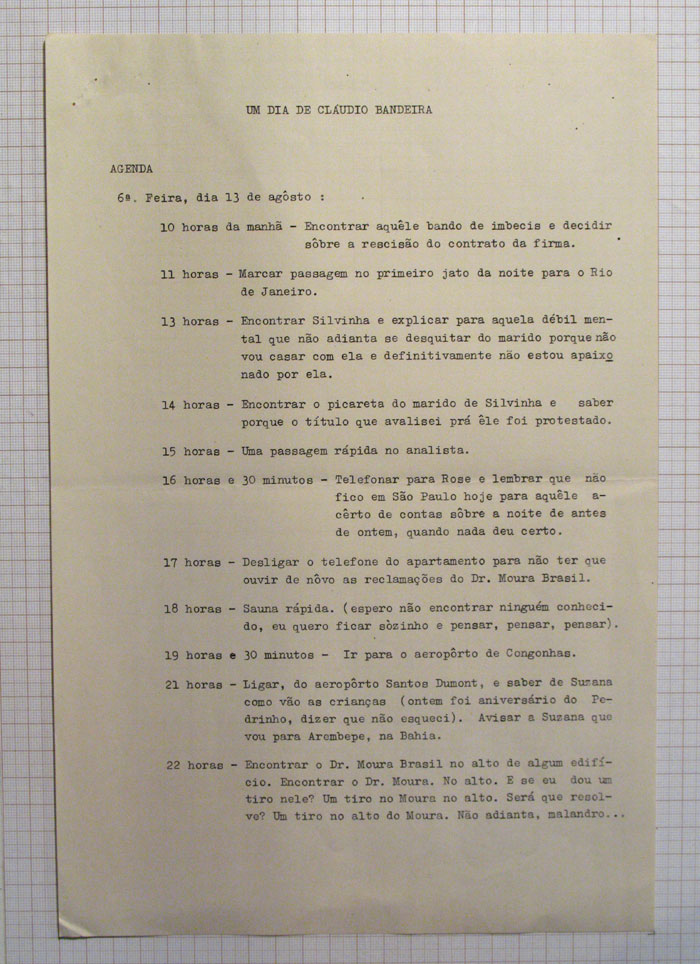 UM DIA DE CLÁUDIO BANDEIRA
AGENDA
6ª. Feira, dia 13 de agôsto :
10 horas da manhã - Encontrar aquêle bando de imbecis e decidir
sôbre a rescisão do contrato da firma.
11 horas - Marcar passagem no primeiro jato da noite para o Rio
de Janeiro.
13 horas - Encontrar Silvinha e explicar para aquela débil men-
tal que não adianta se desquitar do marido porque não
vou casar com ela e definitivamente não estou apaixo
nado por ela.
14 horas - Encontrar o picareta do marido de Silvinha e saber
porque o título que avalisei prá êle foi protestado.
15 horas - Uma passagem rápida no analista.
16 horas e 30 minutos - Telefonar para Rose e lembrar que não
fico em São Paulo hoje para aquêle a-
cêrto de contas sôbre a noite de antes
de ontem, quando nada deu certo.
17 horas - Desligar o telefone do apartamento para não ter que
ouvir de nôvo as reclamações do Dr. Moura Brasil.
18 horas - Sauna rápida. (espero não encontrar ninguém conheci-
do, eu quero ficar sòzinho e pensar, pensar, pensar).
19 horas e 30 minutos - Ir para o aeropôrto de Congonhas.
21 horas - Ligar, do aeropôrto Santos Dumont, e saber de Suzana
como vão as crianças (ontem foi aniversário do Pe-
drinho, dizer que não esqueci). Avisar a Suzana que
vou para Arembepe, na Bahia.
22 horas - Encontrar o Dr. Moura Brasil no alto de algum edifí-
cio. Encontrar o Dr. Moura. No alto. E se eu dou um
tiro nele? Um tiro no Moura no alto. Será que resol-
ve? Um tiro no alto do Moura. Não adianta, malandro...